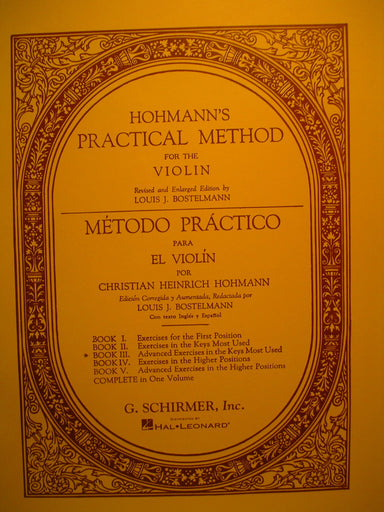 HOHMANN'S
PRACTICAL METHOD
FOR THE
VIOLIN
Revised and Enlarged Edition by
LOUIS J. BOSTELMANN
MÉTODO PRÁCTICO
PARA
EL VIOLÍN
POR
CHRISTIAN HEINRICH HOHMANN
Edición Corregida y Aumentada, Redactada por
LOUIS J. BOSTELMANN
Con texto Inglés y Español
BOOK I. Exercises for the First Position
BOOK II. Exercises in the Keys Most Used
BOOK III. Advanced Exercises in the Keys Most Used
BOOK IV. Exercises in the Higher Positions
BOOK V. Advanced Exercises in the Higher Positions
COMPLETE in One Volume
G. SCHIRMER, Inc.
DISTRIBUTED BY
HAL•LEONARD®